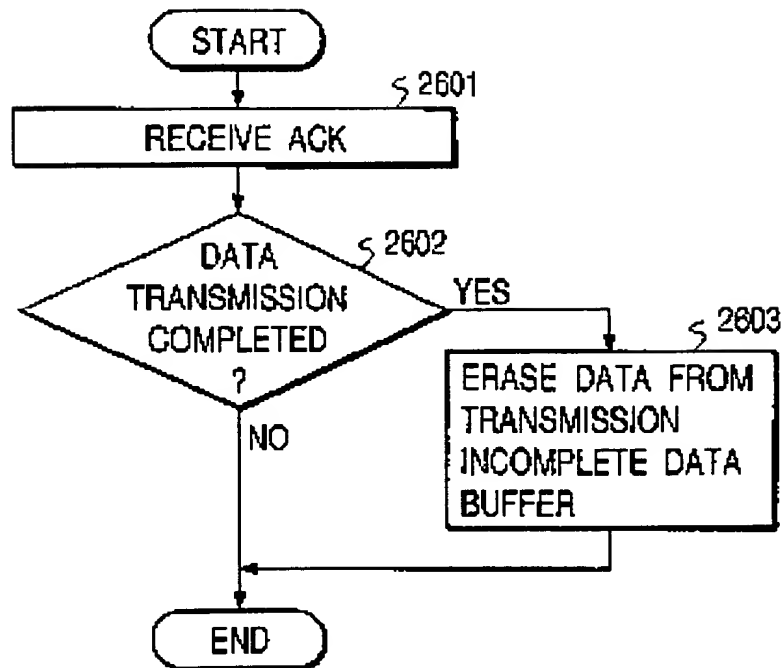 START
2601
RECEIVE ACK
2602
DATA
TRANSMISSION
COMPLETED
?
YES
NO
2603
ERASE DATA FROM
TRANSMISSION
INCOMPLETE DATA
BUFFER
END